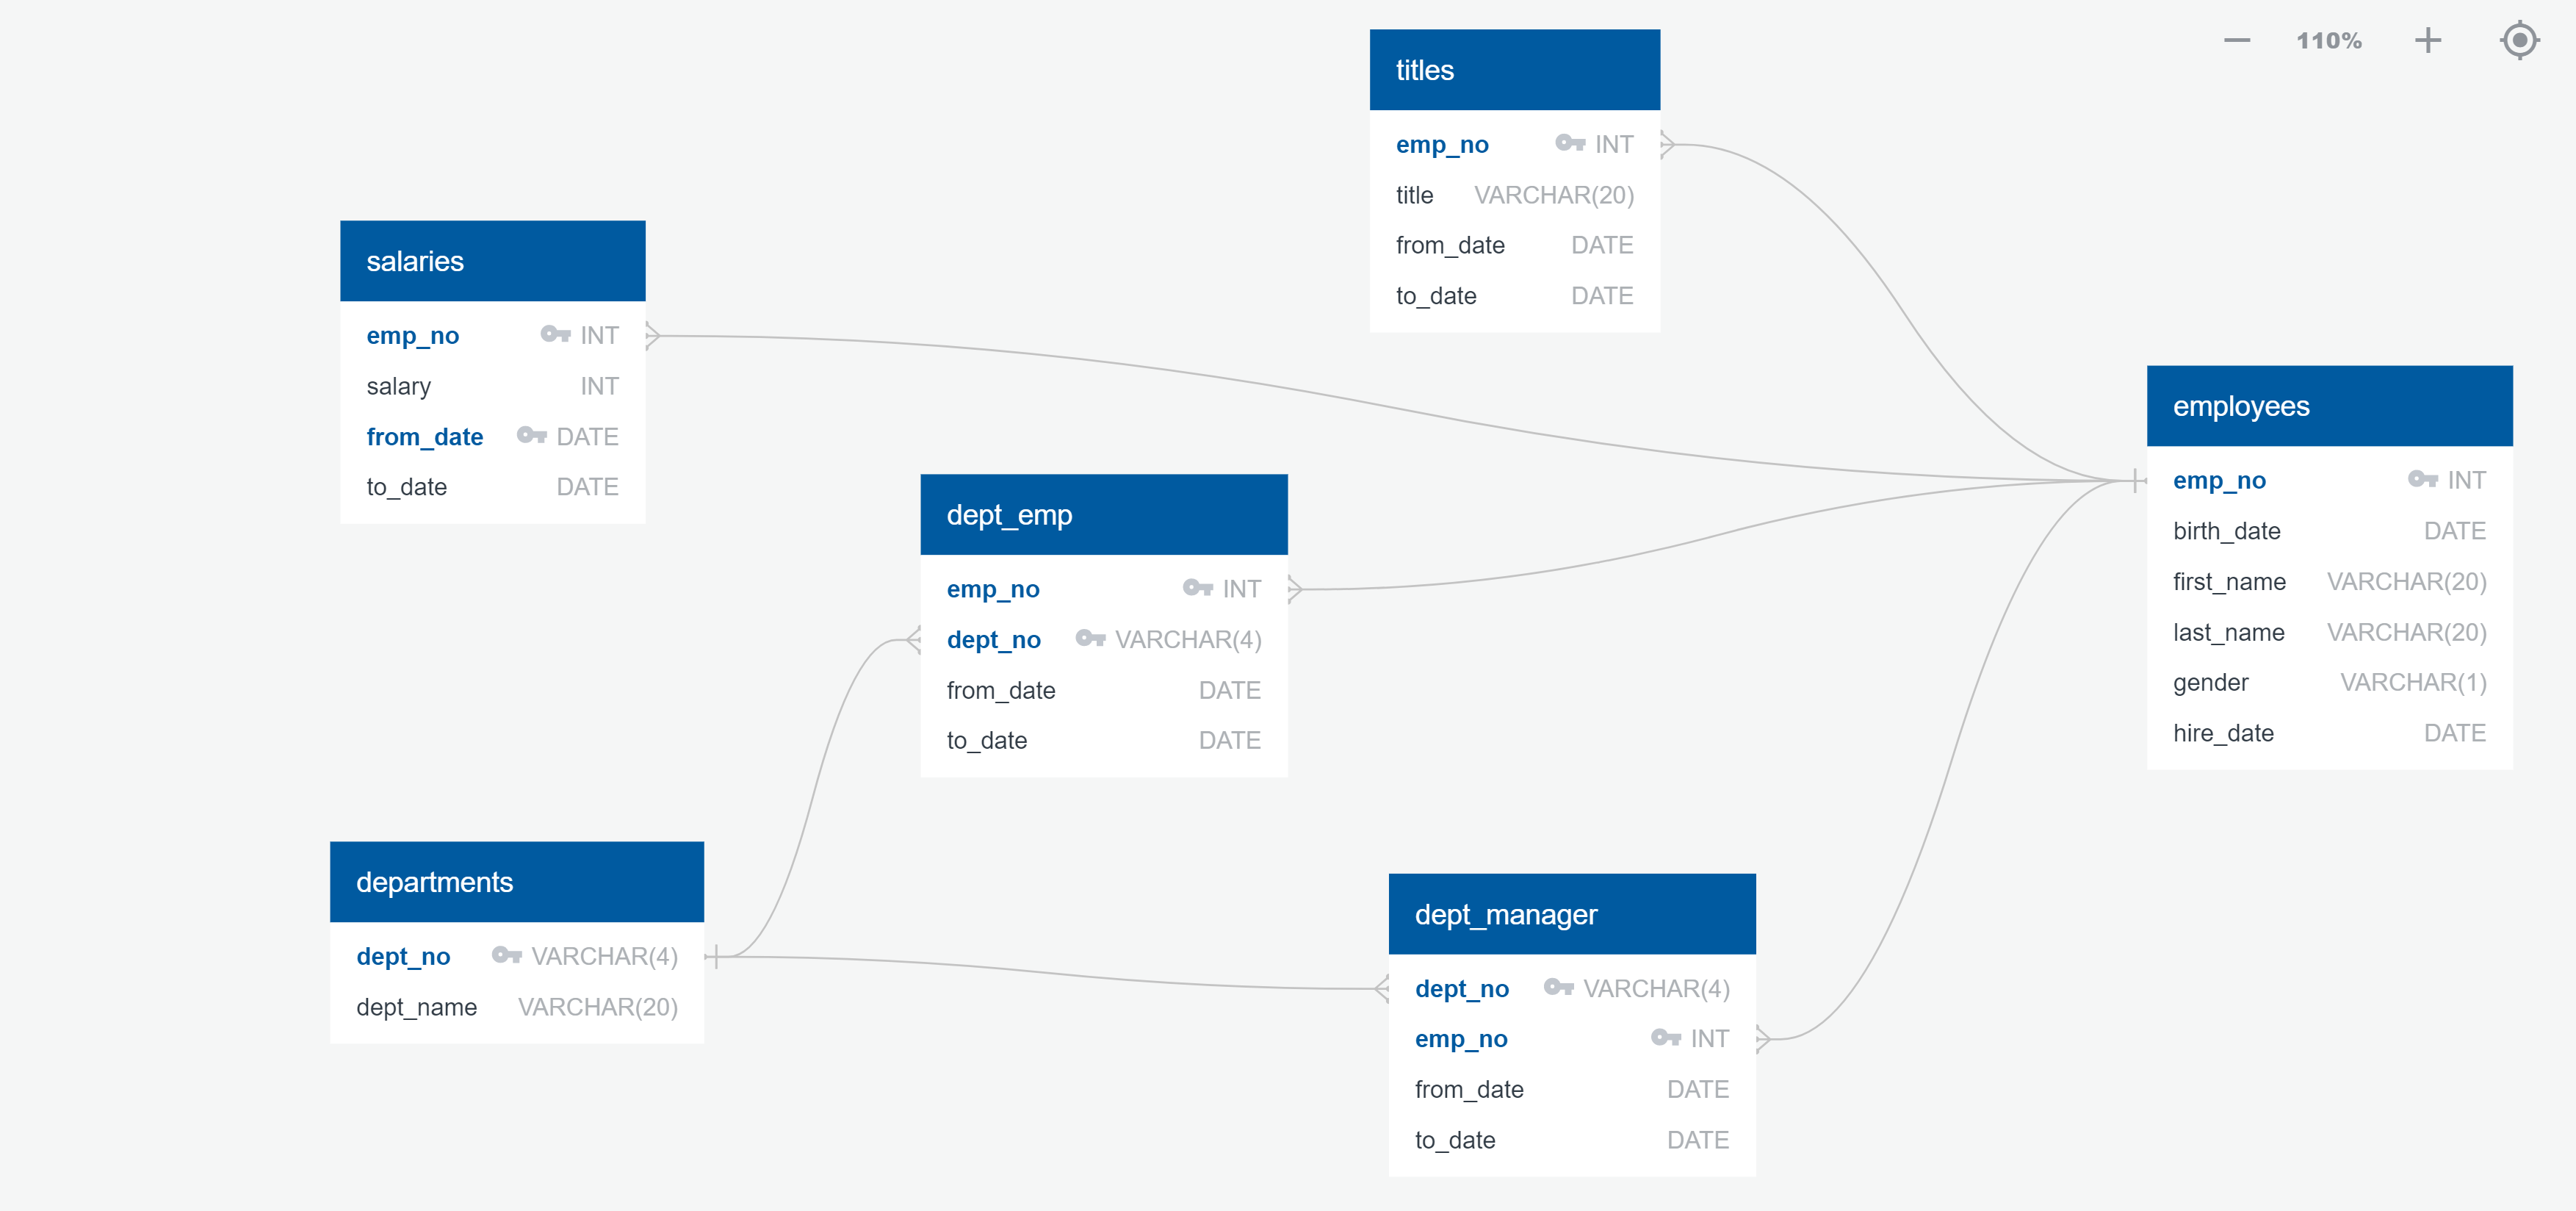 110%
titles
emp_no INT
title VARCHAR(20)
from_date DATE
to_date DATE
salaries
emp_no INT
salary INT
from_date DATE
to_date DATE
employees
emp_no INT
birth_date DATE
first_name VARCHAR(20)
last_name VARCHAR(20)
gender VARCHAR(1)
hire_date DATE
dept_emp
emp_no INT
dept_no VARCHAR(4)
from_date DATE
to_date DATE
departments
dept_no VARCHAR(4)
dept_name VARCHAR(20)
dept_manager
dept_no VARCHAR(4)
emp_no INT
from_date DATE
to_date DATE